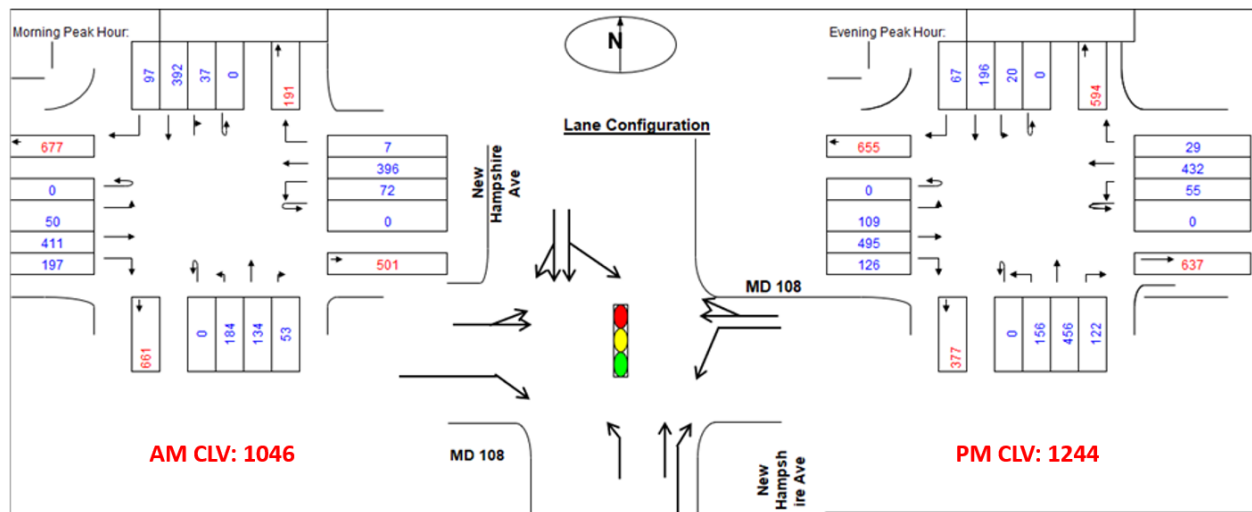 Morning Peak Hour:
97
392
37
0
191
677
0
50
411
197
7
396
72
0
501
661
0
184
134
53
AM CLV: 1046
N
Lane Configuration
New
Hampshire
Ave
MD 108
MD 108
New
Hampsh
ire Ave
Evening Peak Hour:
67
196
20
0
594
655
0
109
495
126
29
432
55
0
637
377
0
156
456
122
PM CLV: 1244